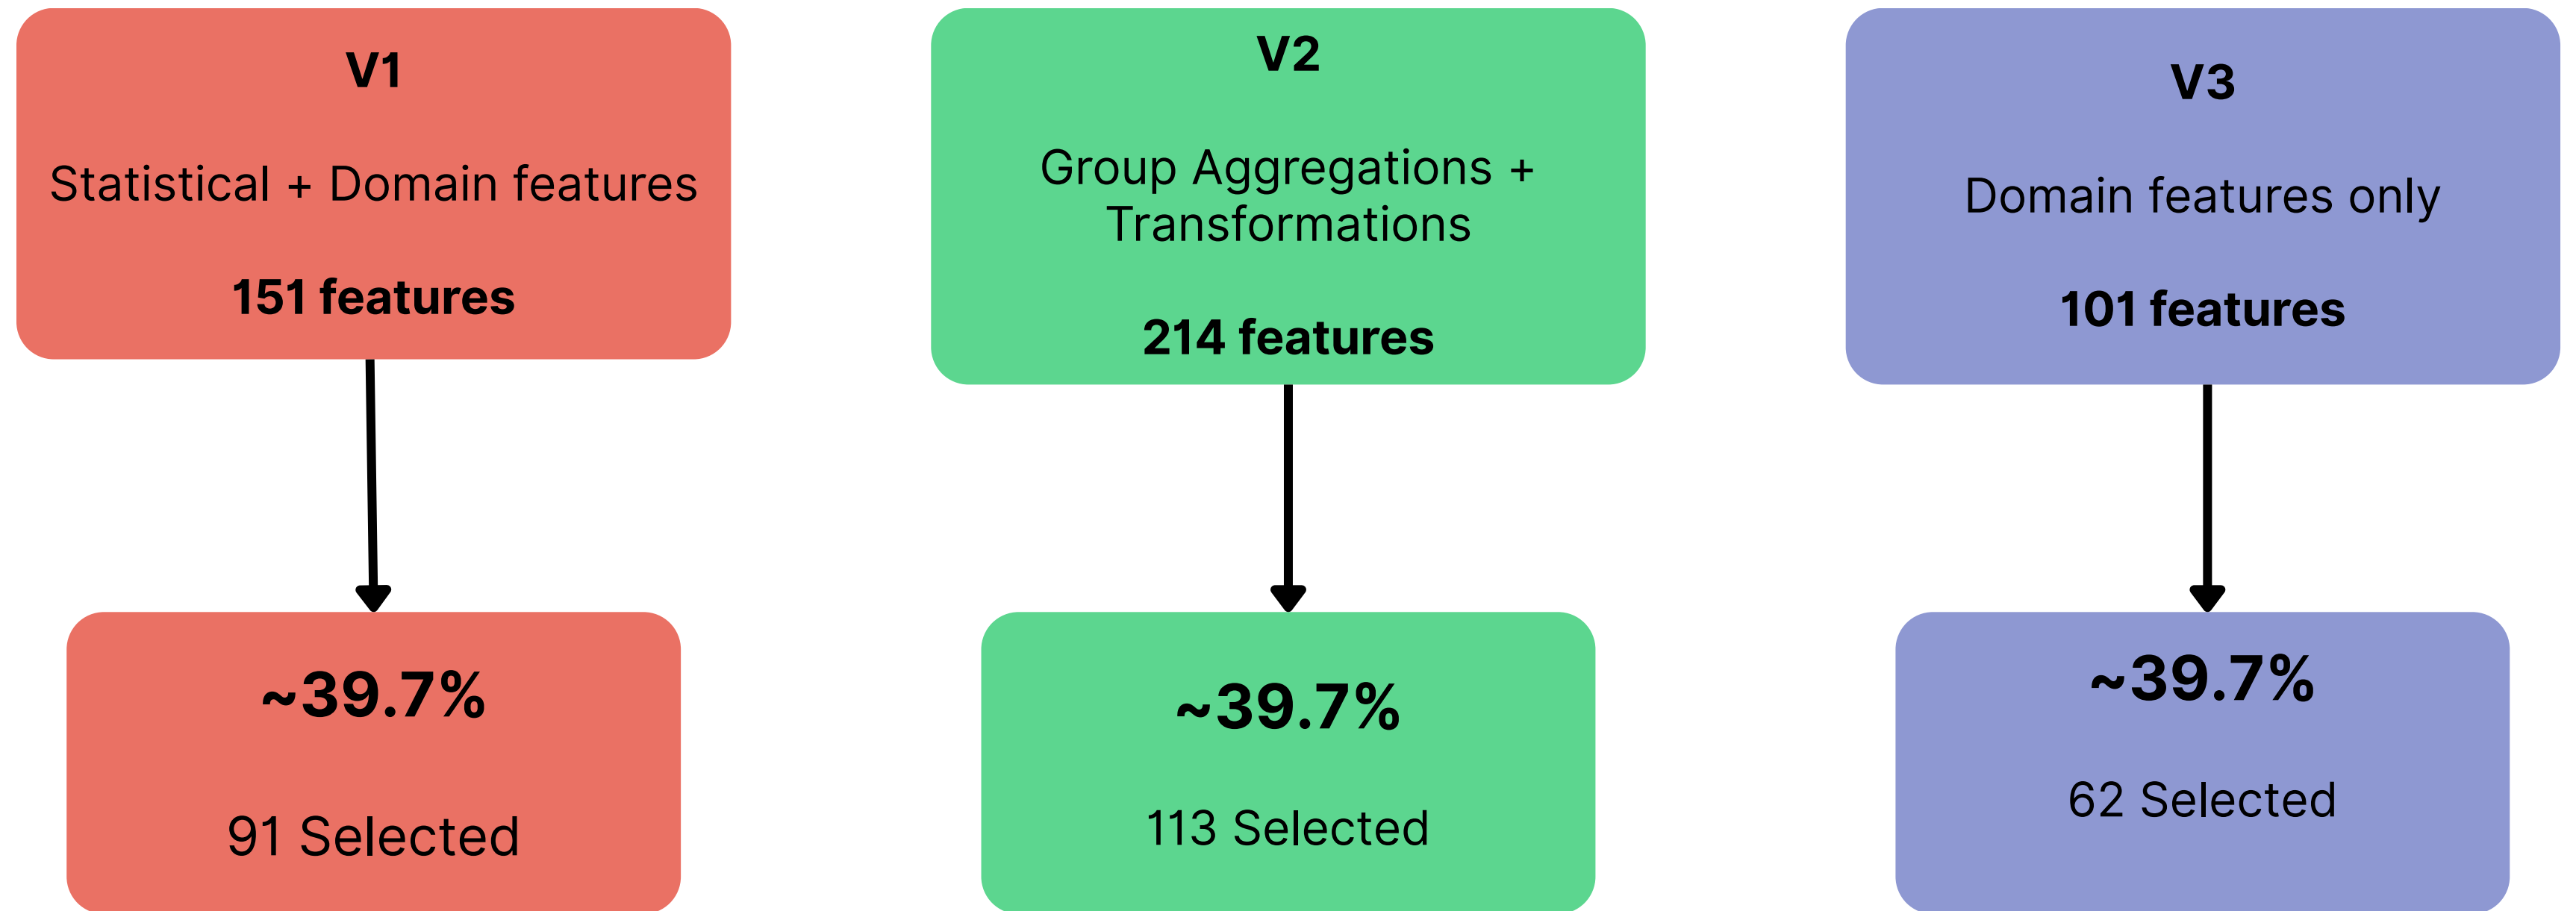 V1
Statistical + Domain features
151 features
~39.7%
91 Selected
V2
Group Aggregations +
Transformations
214 features
~39.7%
113 Selected
V3
Domain features only
101 features
~39.7%
62 Selected